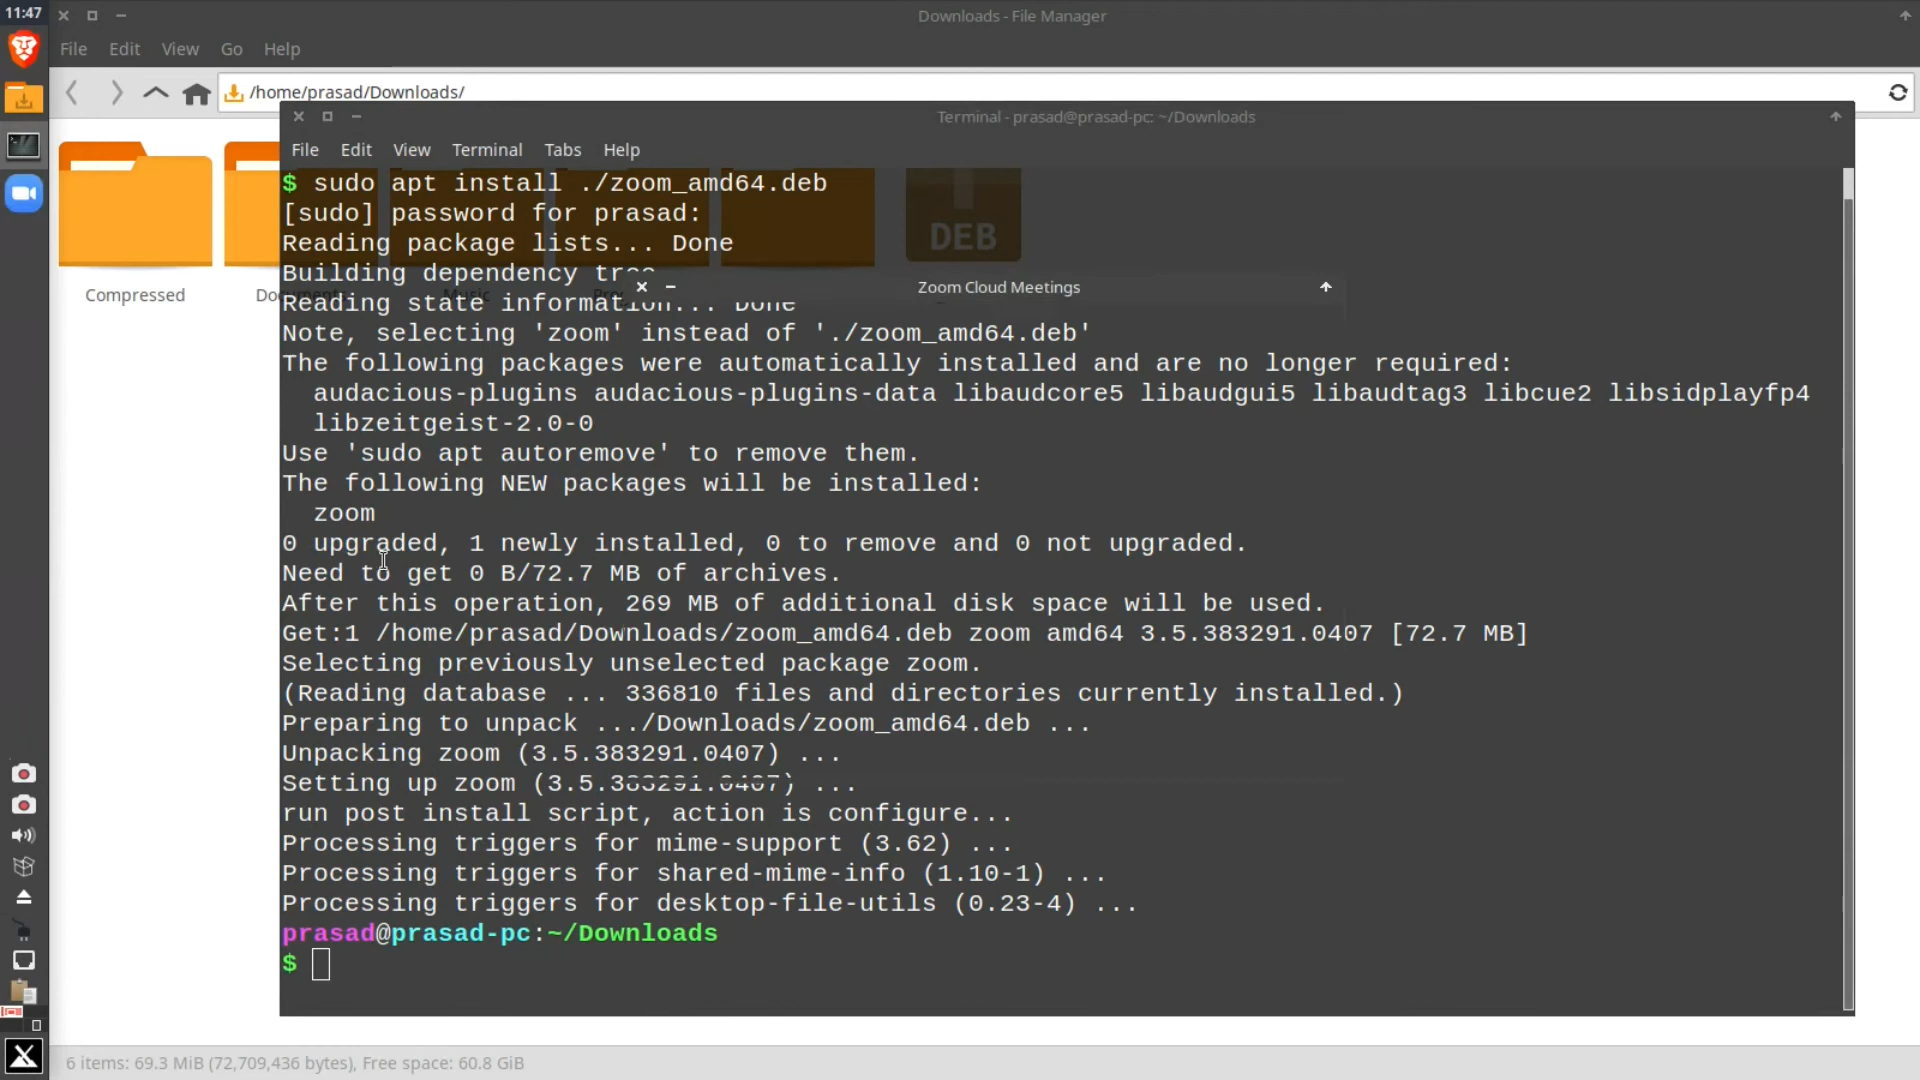 11:47
Downloads - File Manager
File Edit View Go Help
/home/prasad/Downloads/
Terminal - prasad@prasad-pc: ~/Downloads
File Edit View Terminal Tabs Help
$ sudo apt install ./zoom_amd64.deb
[sudo] password for prasad:
Reading package lists... Done
DEB
Building dependency tree
Zoom Cloud Meetings
Compressed
Documents
Music
Reading state information... Done
Note, selecting 'zoom' instead of './zoom_amd64.deb'
The following packages were automatically installed and are no longer required:
audacious-plugins audacious-plugins-data libaudcore5 libaudgui5 libaudtag3 libcue2 libsidplayfp4
libzeitgeist-2.0-0
Use 'sudo apt autoremove' to remove them.
The following NEW packages will be installed:
zoom
0 upgraded, 1 newly installed, 0 to remove and 0 not upgraded.
Need to get 0 B/72.7 MB of archives.
After this operation, 269 MB of additional disk space will be used.
Get:1 /home/prasad/Downloads/zoom_amd64.deb zoom amd64 3.5.383291.0407 [72.7 MB]
Selecting previously unselected package zoom.
(Reading database ... 336810 files and directories currently installed.)
Preparing to unpack .../Downloads/zoom_amd64.deb ...
Unpacking zoom (3.5.383291.0407) ...
Setting up zoom (3.5.383291.0407) ...
run post install script, action is configure...
Processing triggers for mime-support (3.62) ...
Processing triggers for shared-mime-info (1.10-1) ...
Processing triggers for desktop-file-utils (0.23-4) ...
prasad@prasad-pc:~/Downloads
$
6 items: 69.3 MiB (72,709,436 bytes), Free space: 60.8 GiB